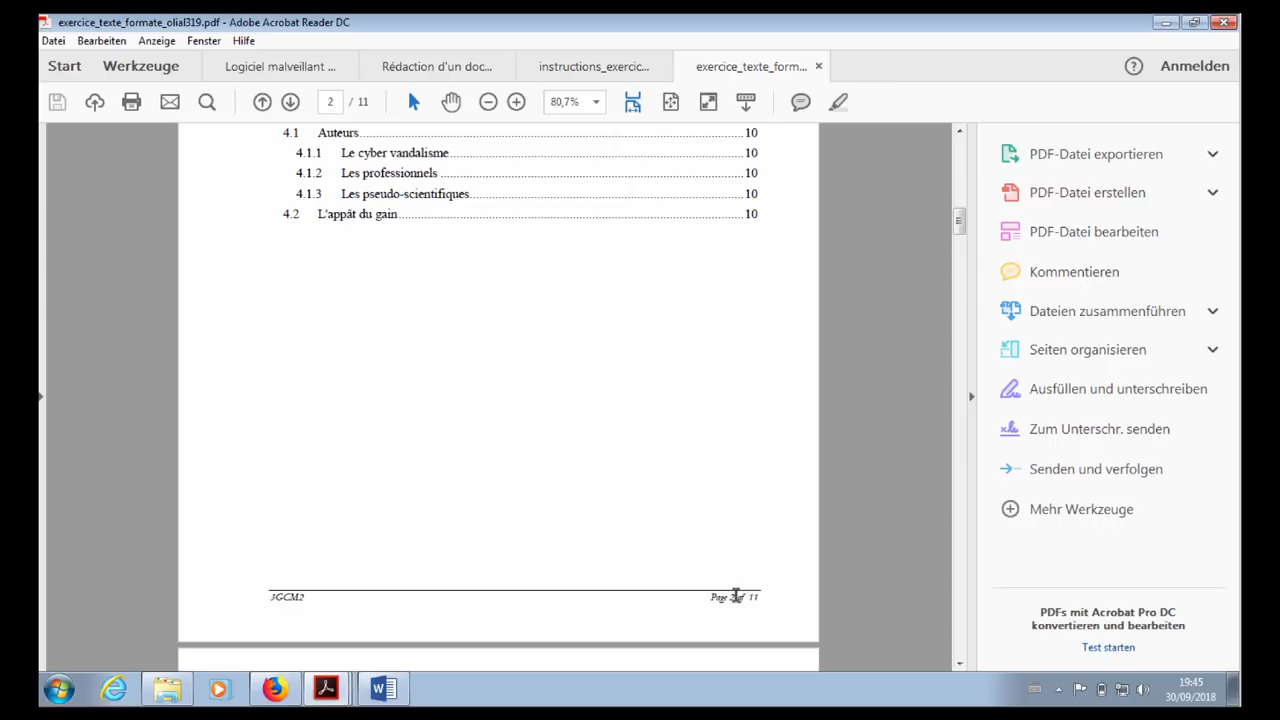 exercice_texte_formate_olial319.pdf - Adobe Acrobat Reader DC
Datei Bearbeiten Anzeige Fenster Hilfe
Start Werkzeuge Logiciel malveillant ... Rédaction d'un doc... instructions_exercic... exercice_texte_form... × Anmelden
2 / 11 80,7%
4.1 Auteurs 10
4.1.1 Le cyber vandalisme 10
4.1.2 Les professionnels 10
4.1.3 Les pseudo-scientifiques 10
4.2 L'appât du gain 10
3GCM2 Page 2 of 11
PDF-Datei exportieren
PDF-Datei erstellen
PDF-Datei bearbeiten
Kommentieren
Dateien zusammenführen
Seiten organisieren
Ausfüllen und unterschreiben
Zum Unterschr. senden
Senden und verfolgen
Mehr Werkzeuge
PDFs mit Acrobat Pro DC
konvertieren und bearbeiten
Test starten
19:45
30/09/2018